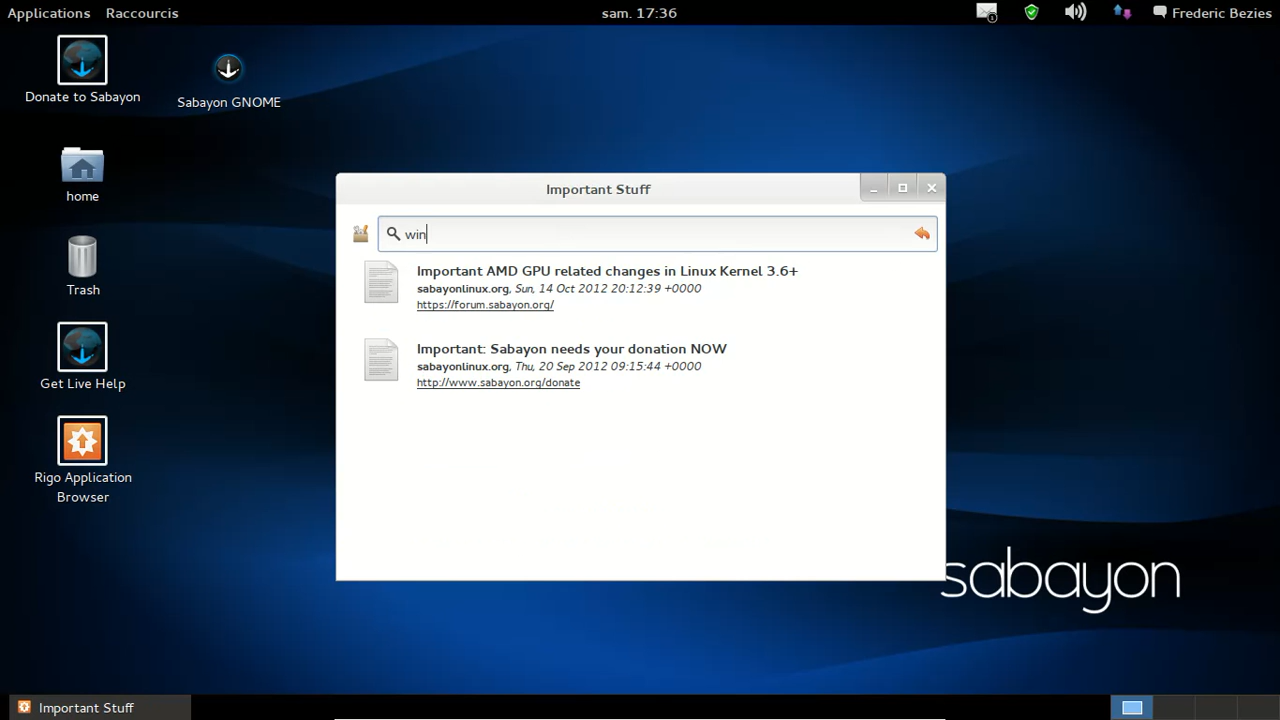 Applications Raccourcis sam. 17:36 Frederic Bezies
Donate to Sabayon
Sabayon GNOME
home
Trash
Get Live Help
Rigo Application
Browser
Important Stuff
win
Important AMD GPU related changes in Linux Kernel 3.6+
sabayonlinux.org, Sun, 14 Oct 2012 20:12:39 +0000
https://forum.sabayon.org/
Important: Sabayon needs your donation NOW
sabayonlinux.org, Thu, 20 Sep 2012 09:15:44 +0000
http://www.sabayon.org/donate
sabayon
Important Stuff